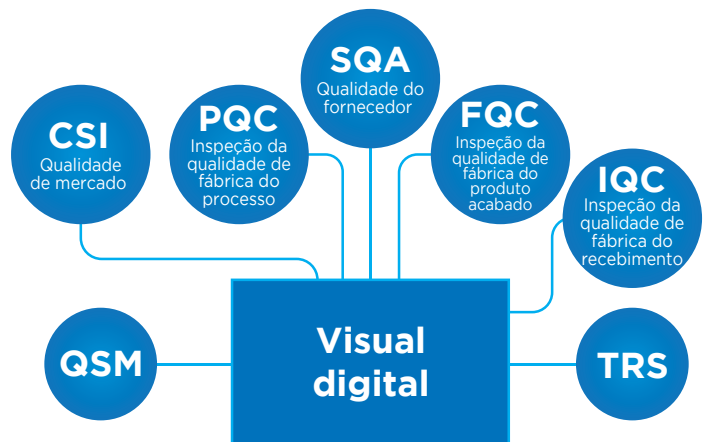 SQA
Qualidade do
fornecedor
PQC
Inspeção da
qualidade de
fábrica do
processo
FQC
Inspeção da
qualidade de
fábrica do
produto
acabado
CSI
Qualidade
de mercado
IQC
Inspeção da
qualidade de
fábrica do
recebimento
QSM
Visual
digital
TRS